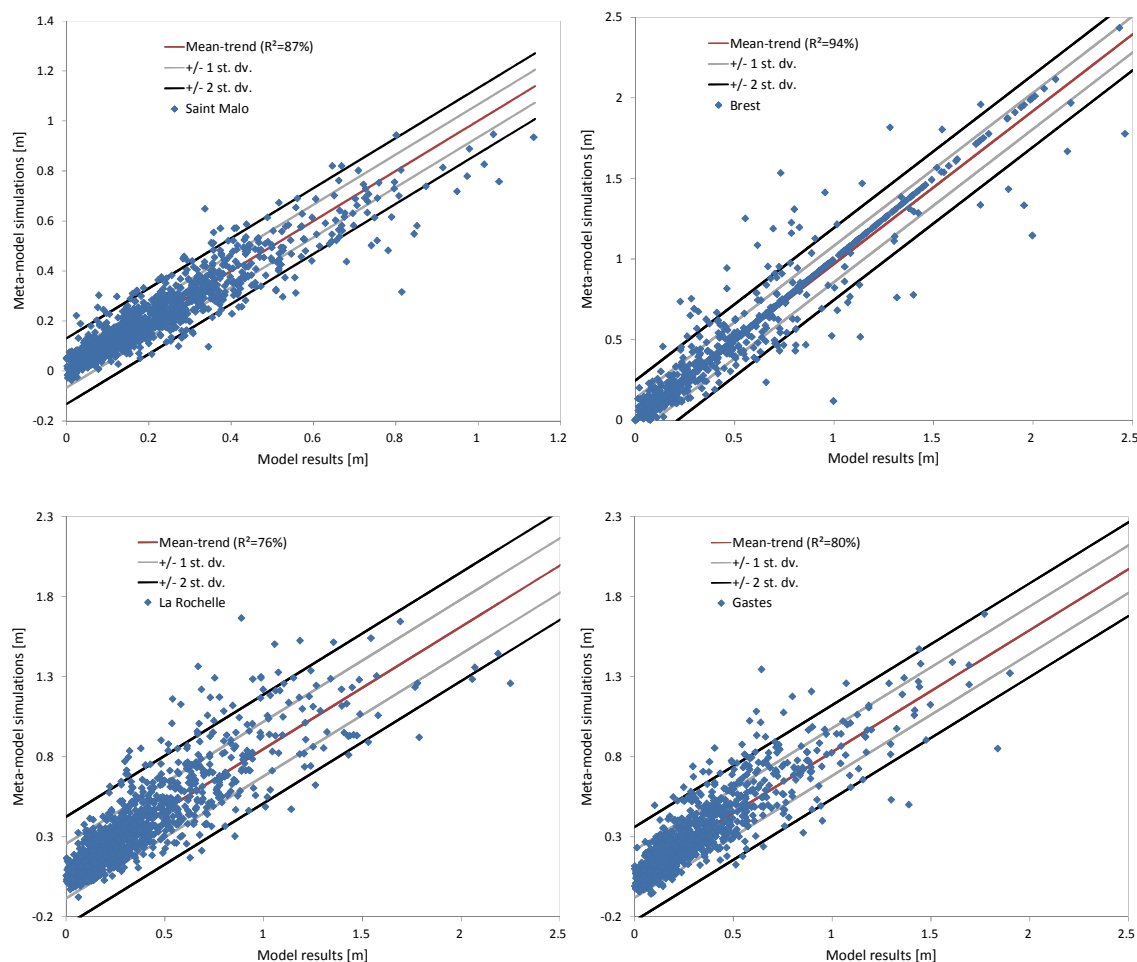 1.4
1.2
1
0.8
0.6
0.4
0.2
0
-0.2
Meta-model simulations [m]
Mean-trend (R²=87%)
+/- 1 st. dv.
+/- 2 st. dv.
Saint Malo
0 0.2 0.4 0.6 0.8 1 1.2
Model results [m]
2.5
2
1.5
1
0.5
0
Meta-model simulations [m]
Mean-trend (R²=94%)
+/- 1 st. dv.
+/- 2 st. dv.
Brest
0 0.5 1 1.5 2 2.5
Model results [m]
2.3
1.8
1.3
0.8
0.3
-0.2
Meta-model simulations [m]
Mean-trend (R²=76%)
+/- 1 st. dv.
+/- 2 st. dv.
La Rochelle
0 0.5 1 1.5 2 2.5
Model results [m]
2.3
1.8
1.3
0.8
0.3
-0.2
Meta-model simulations [m]
Mean-trend (R²=80%)
+/- 1 st. dv.
+/- 2 st. dv.
Gastes
0 0.5 1 1.5 2 2.5
Model results [m]